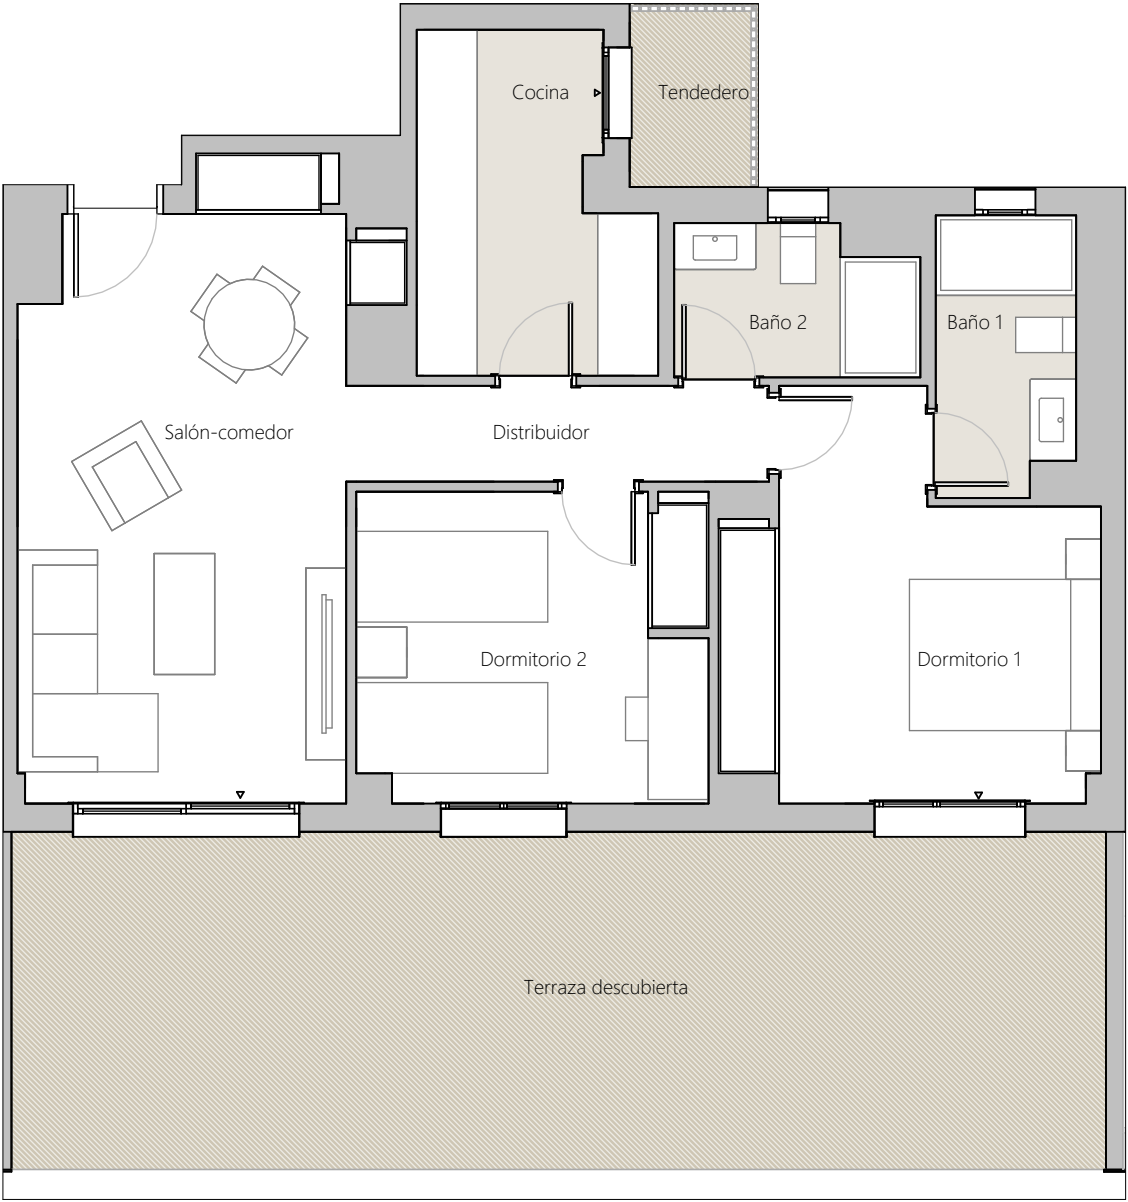 Cocina
Tendedero
Baño 2
Baño 1
Salón-comedor
Distribuidor
Dormitorio 2
Dormitorio 1
Terraza descubierta